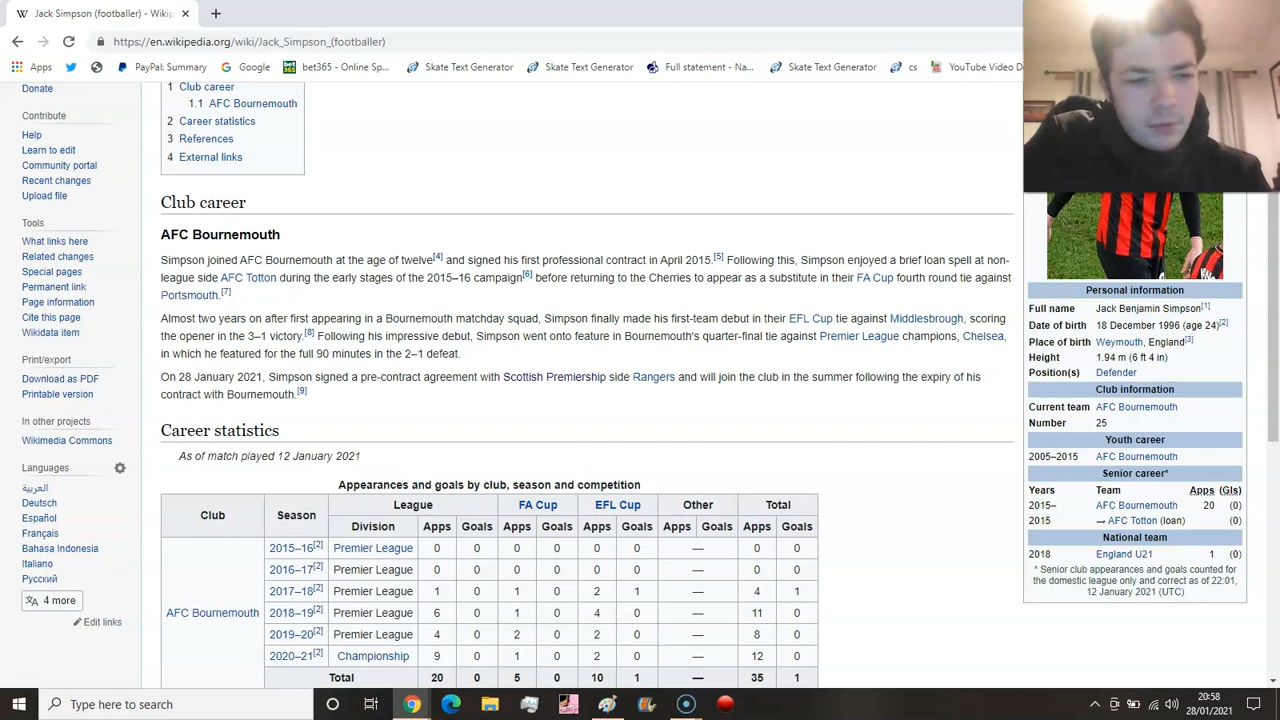 Jack Simpson (footballer) - Wikip
https://en.wikipedia.org/wiki/Jack_Simpson_(footballer)
Apps
PayPal: Summary
Google
bet365 - Online Sp...
Skate Text Generator
Skate Text Generator
Full statement - Na...
Skate Text Generator
cs
YouTube Video D
Donate
Contribute
Help
Learn to edit
Community portal
Recent changes
Upload file
Tools
What links here
Related changes
Special pages
Permanent link
Page information
Cite this page
Wikidata item
Print/export
Download as PDF
Printable version
In other projects
Wikimedia Commons
Languages
العربية
Deutsch
Español
Français
Bahasa Indonesia
Italiano
Русский
4 more
Edit links
1 Club career
1.1 AFC Bournemouth
2 Career statistics
3 References
4 External links
Club career
AFC Bournemouth
Simpson joined AFC Bournemouth at the age of twelve[4] and signed his first professional contract in April 2015.[5] Following this, Simpson enjoyed a brief loan spell at non-
league side AFC Totton during the early stages of the 2015–16 campaign[6] before returning to the Cherries to appear as a substitute in their FA Cup fourth round tie against
Portsmouth.[7]
Almost two years on after first appearing in a Bournemouth matchday squad, Simpson finally made his first-team debut in their EFL Cup tie against Middlesbrough, scoring
the opener in the 3–1 victory.[8] Following his impressive debut, Simpson went onto feature in Bournemouth's quarter-final tie against Premier League champions, Chelsea,
in which he featured for the full 90 minutes in the 2–1 defeat.
On 28 January 2021, Simpson signed a pre-contract agreement with Scottish Premiership side Rangers and will join the club in the summer following the expiry of his
contract with Bournemouth.[9]
Career statistics
As of match played 12 January 2021
Appearances and goals by club, season and competition
Club Season League FA Cup EFL Cup Other Total
Division Apps Goals Apps Goals Apps Goals Apps Goals Apps Goals
AFC Bournemouth
2015–16[2] Premier League 0 0 0 0 0 0 — 0 0
2016–17[2] Premier League 0 0 0 0 0 0 — 0 0
2017–18[2] Premier League 1 0 1 0 2 1 — 4 1
2018–19[2] Premier League 6 0 1 0 4 0 — 11 0
2019–20[2] Premier League 4 0 2 0 2 0 — 8 0
2020–21[2] Championship 9 0 1 0 2 0 — 12 0
Total 20 0 5 0 10 1 — 35 1
Personal information
Full name Jack Benjamin Simpson[1]
Date of birth 18 December 1996 (age 24)[2]
Place of birth Weymouth, England[3]
Height 1.94 m (6 ft 4 in)
Position(s) Defender
Club information
Current team AFC Bournemouth
Number 25
Youth career
2005–2015 AFC Bournemouth
Senior career*
Years Team Apps (Gls)
2015– AFC Bournemouth 20 (0)
2015 → AFC Totton (loan) (0)
National team
2018 England U21 1 (0)
* Senior club appearances and goals counted for
the domestic league only and correct as of 22:01,
12 January 2021 (UTC)
Type here to search
20:58
28/01/2021